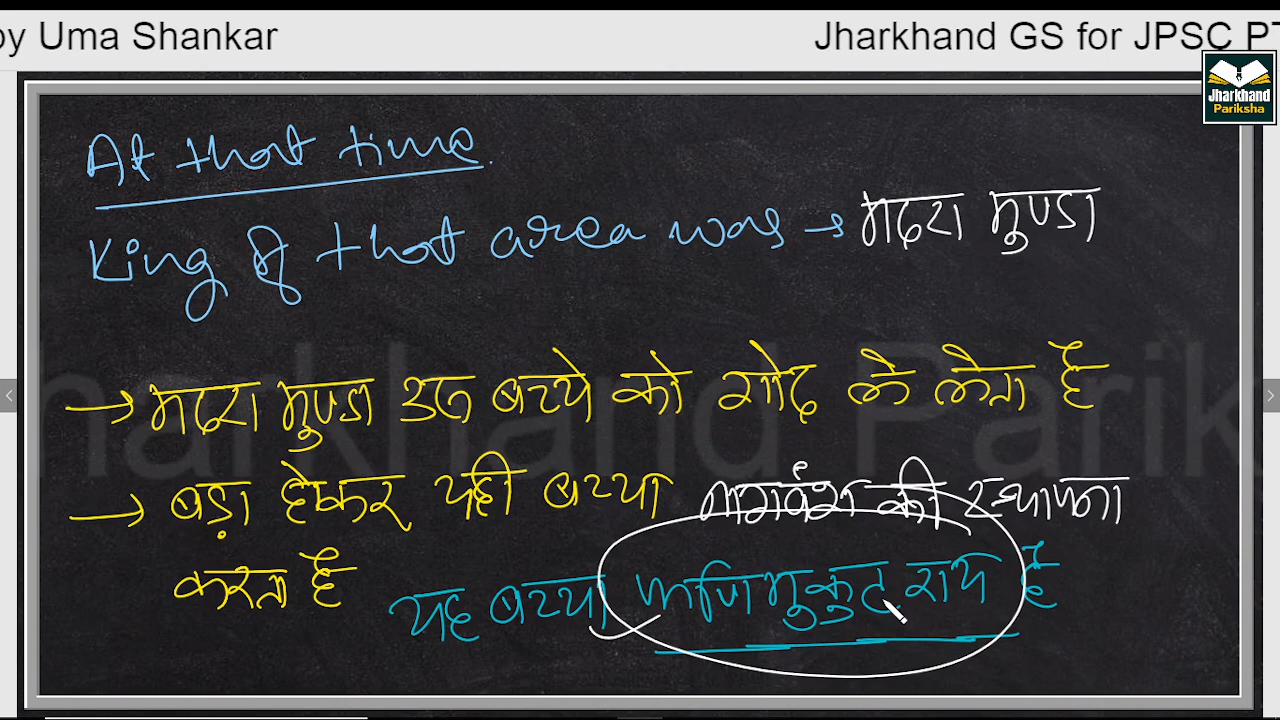 by Uma Shankar
Jharkhand GS for JPSC PT
Jharkhand
Pariksha
At that time
King of that area was → मदरा मुण्डा
→ मदरा मुण्डा उस बच्चे को गोद ले लेता है
→ बड़ा होकर यही बच्चा नागवंश की स्थापना
करता है
यह बच्चा फणिमुकुट राय है